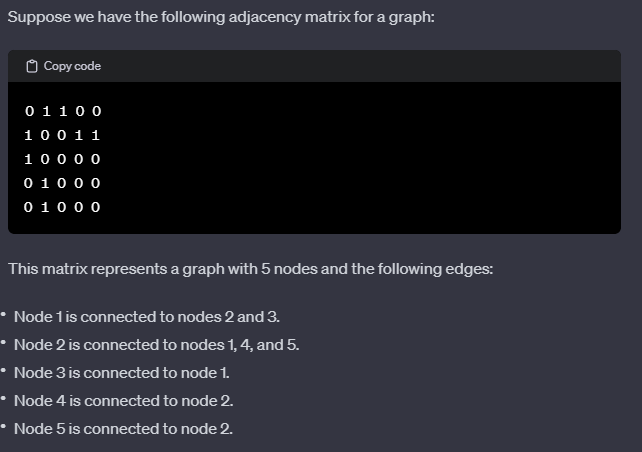 Suppose we have the following adjacency matrix for a graph:
Copy code
0 1 1 0 0
1 0 0 1 1
1 0 0 0 0
0 1 0 0 0
0 1 0 0 0
This matrix represents a graph with 5 nodes and the following edges:
• Node 1 is connected to nodes 2 and 3.
• Node 2 is connected to nodes 1, 4, and 5.
• Node 3 is connected to node 1.
• Node 4 is connected to node 2.
• Node 5 is connected to node 2.